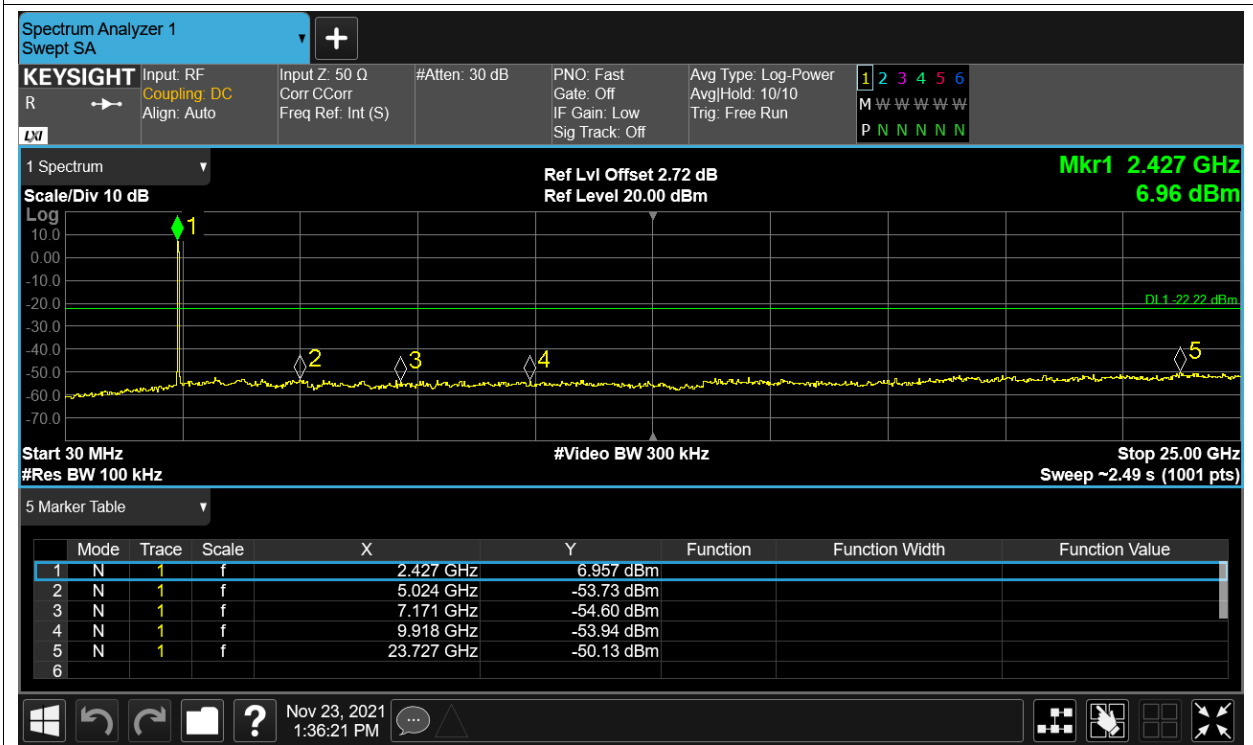 Spectrum Analyzer 1
Swept SA
KEYSIGHT
R
LXI
Input: RF
Coupling: DC
Align: Auto
Input Z: 50 Ω
Corr CCorr
Freq Ref: Int (S)
#Atten: 30 dB
PNO: Fast
Gate: Off
IF Gain: Low
Sig Track: Off
Avg Type: Log-Power
Avg|Hold: 10/10
Trig: Free Run
1 2 3 4 5 6
M W W W W W
P N N N N N
1 Spectrum
Scale/Div 10 dB
Ref Lvl Offset 2.72 dB
Ref Level 20.00 dBm
Mkr1 2.427 GHz
6.96 dBm
Log
10.0
0.00
-10.0
-20.0
-30.0
-40.0
-50.0
-60.0
-70.0
1
2
3
4
5
DL1 -22.22 dBm
Start 30 MHz
#Video BW 300 kHz
Stop 25.00 GHz
#Res BW 100 kHz
Sweep ~2.49 s (1001 pts)
5 Marker Table
Mode Trace Scale X Y Function Function Width Function Value
1 N 1 f 2.427 GHz 6.957 dBm
2 N 1 f 5.024 GHz -53.73 dBm
3 N 1 f 7.171 GHz -54.60 dBm
4 N 1 f 9.918 GHz -53.94 dBm
5 N 1 f 23.727 GHz -50.13 dBm
6
?
Nov 23, 2021
1:36:21 PM